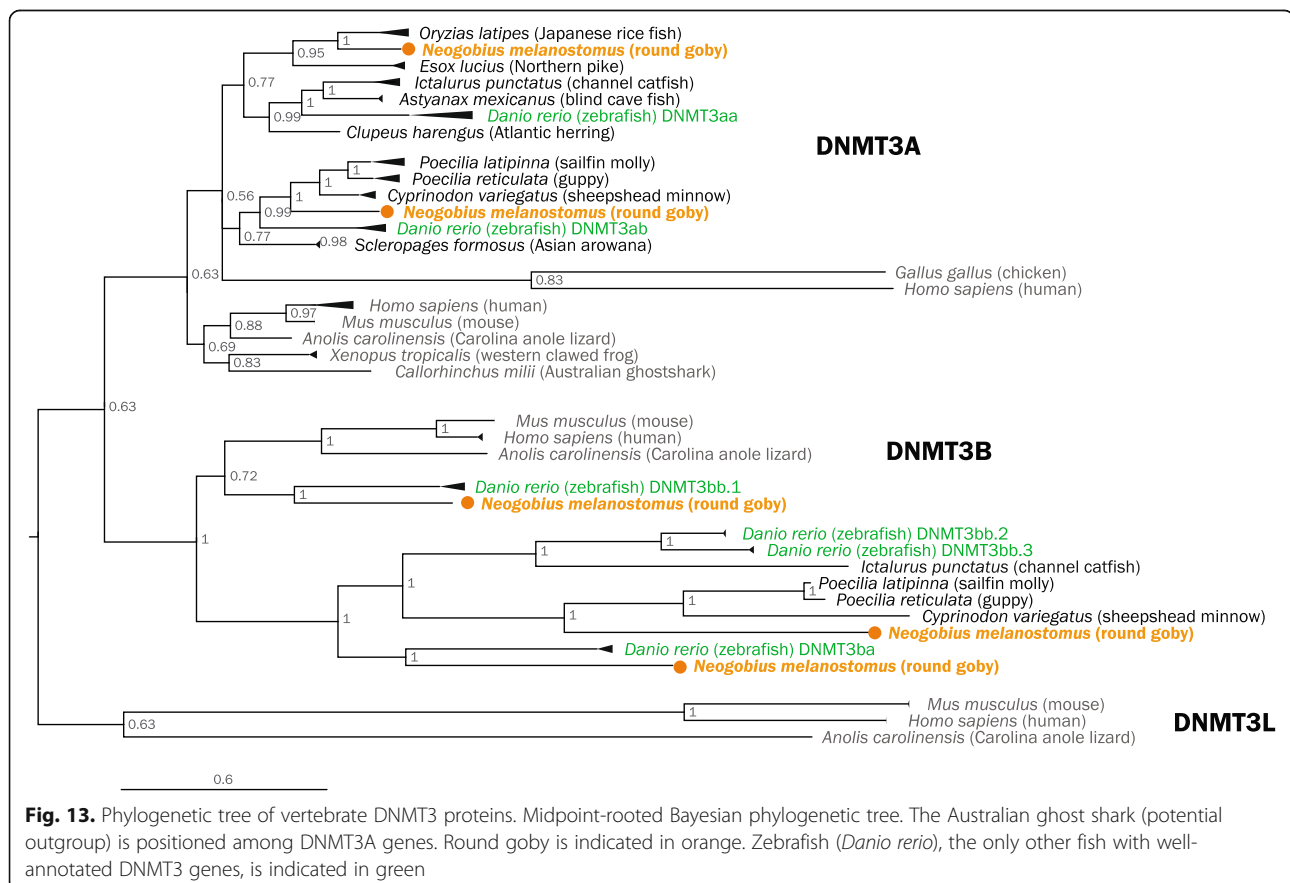 Oryzias latipes (Japanese rice fish)
1
Neogobius melanostomus (round goby)
0.95
Esox lucius (Northern pike)
0.77
Ictalurus punctatus (channel catfish)
1
Astyanax mexicanus (blind cave fish)
1
Danio rerio (zebrafish) DNMT3aa
0.99
Clupeus harengus (Atlantic herring)
DNMT3A
Poecilia latipinna (sailfin molly)
1
Poecilia reticulata (guppy)
1
Cyprinodon variegatus (sheepshead minnow)
0.56
1
Neogobius melanostomus (round goby)
0.99
Danio rerio (zebrafish) DNMT3ab
0.77
0.98
Scleropages formosus (Asian arowana)
0.63
Gallus gallus (chicken)
0.83
Homo sapiens (human)
Homo sapiens (human)
0.97
Mus musculus (mouse)
0.88
Anolis carolinensis (Carolina anole lizard)
0.69
Xenopus tropicalis (western clawed frog)
0.83
Callorhinchus milii (Australian ghostshark)
0.63
Mus musculus (mouse)
1
Homo sapiens (human)
1
Anolis carolinensis (Carolina anole lizard)
DNMT3B
0.72
Danio rerio (zebrafish) DNMT3bb.1
1
Neogobius melanostomus (round goby)
1
Danio rerio (zebrafish) DNMT3bb.2
1
Danio rerio (zebrafish) DNMT3bb.3
1
Ictalurus punctatus (channel catfish)
1
Poecilia latipinna (sailfin molly)
1
Poecilia reticulata (guppy)
1
Cyprinodon variegatus (sheepshead minnow)
1
1
Neogobius melanostomus (round goby)
Danio rerio (zebrafish) DNMT3ba
1
Neogobius melanostomus (round goby)
Mus musculus (mouse)
1
Homo sapiens (human)
0.63
Anolis carolinensis (Carolina anole lizard)
DNMT3L
0.6
Fig. 13. Phylogenetic tree of vertebrate DNMT3 proteins. Midpoint-rooted Bayesian phylogenetic tree. The Australian ghost shark (potential
outgroup) is positioned among DNMT3A genes. Round goby is indicated in orange. Zebrafish (Danio rerio), the only other fish with well-
annotated DNMT3 genes, is indicated in green